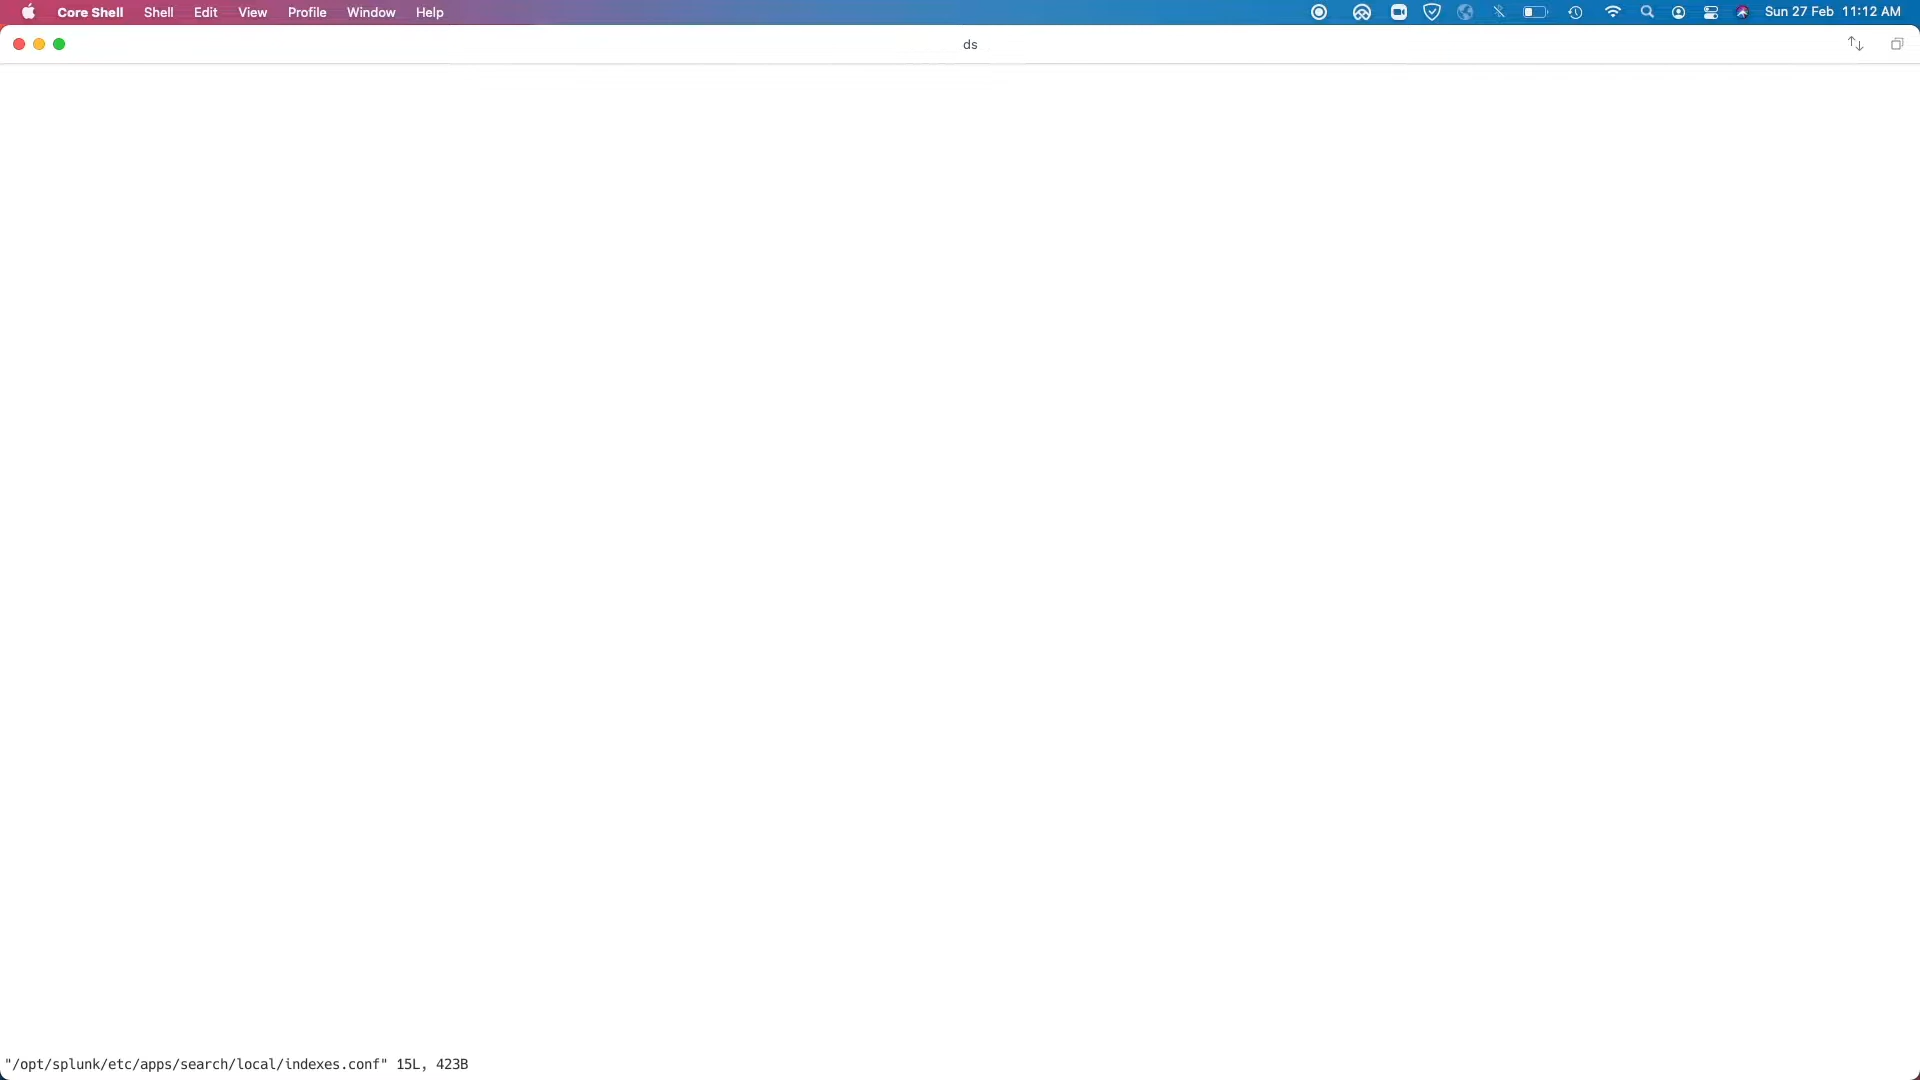 Core Shell Shell Edit View Profile Window Help Sun 27 Feb 11:12 AM
ds
"/opt/splunk/etc/apps/search/local/indexes.conf" 15L, 423B